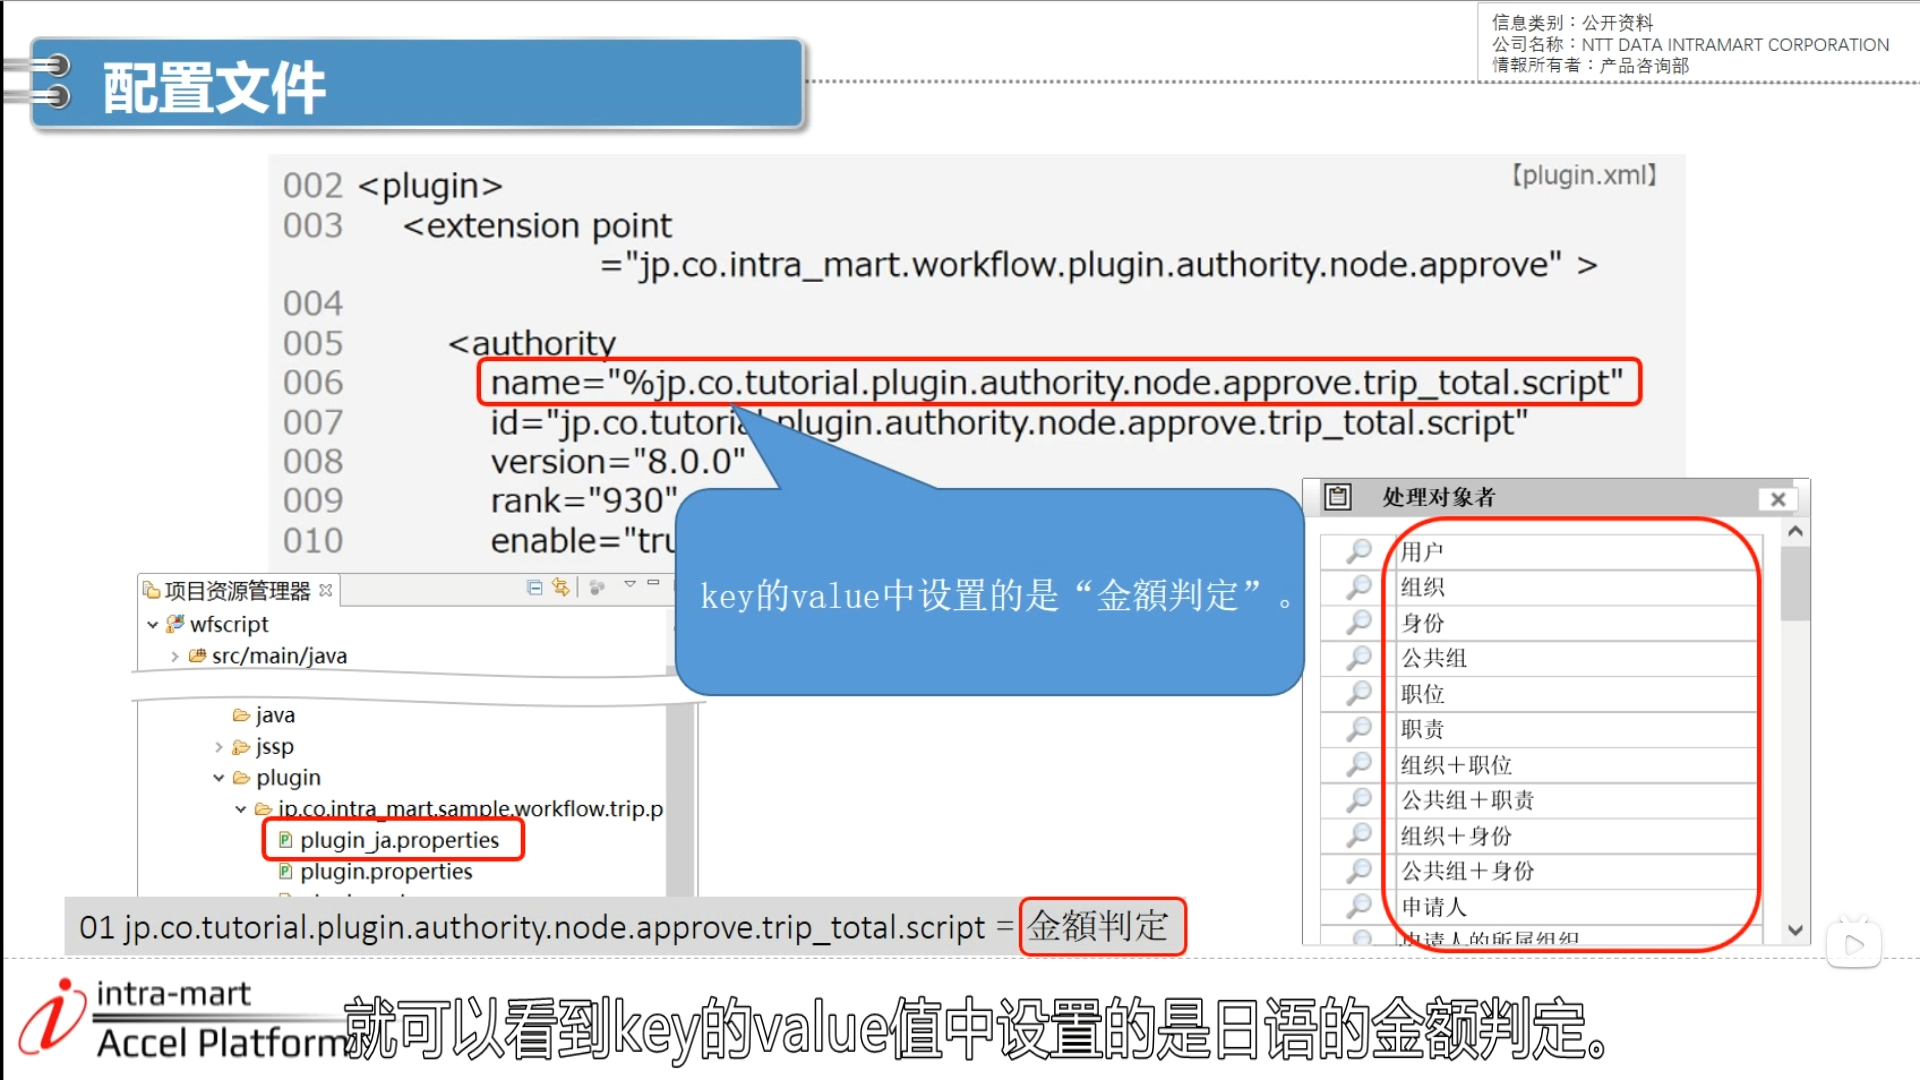 信息类别：公开资料
公司名称：NTT DATA INTRAMART CORPORATION
情報所有者：产品咨询部
配置文件
【plugin.xml】
002 <plugin>
003 <extension point
="jp.co.intra_mart.workflow.plugin.authority.node.approve" >
004
005 <authority
006 name="%jp.co.tutorial.plugin.authority.node.approve.trip_total.script"
007 id="jp.co.tutorial.plugin.authority.node.approve.trip_total.script"
008 version="8.0.0"
009 rank="930"
010 enable="tru
key的value中设置的是“金額判定”。
项目资源管理器
wfscript
src/main/java
java
jssp
plugin
jp.co.intra_mart.sample.workflow.trip.p
plugin_ja.properties
plugin.properties
01 jp.co.tutorial.plugin.authority.node.approve.trip_total.script = 金額判定
处理对象者
用户
组织
身份
公共组
职位
职责
组织＋职位
公共组＋职责
组织＋身份
公共组＋身份
申请人
申请人的所属组织
intra-mart
Accel Platform
就可以看到key的value值中设置的是日语的金额判定。